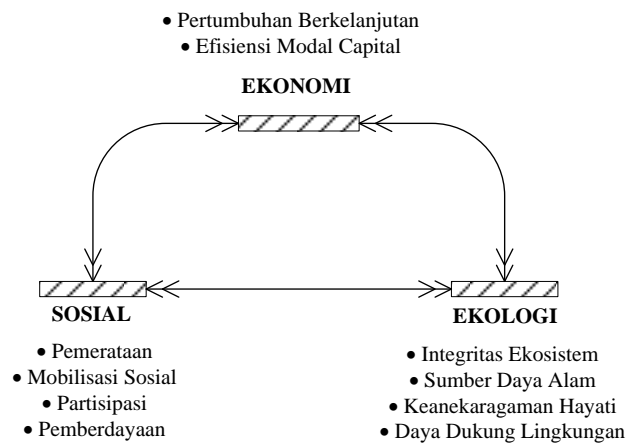 • Pertumbuhan Berkelanjutan
• Efisiensi Modal Capital
EKONOMI
SOSIAL
• Pemerataan
• Mobilisasi Sosial
• Partisipasi
• Pemberdayaan
EKOLOGI
• Integritas Ekosistem
• Sumber Daya Alam
• Keanekaragaman Hayati
• Daya Dukung Lingkungan